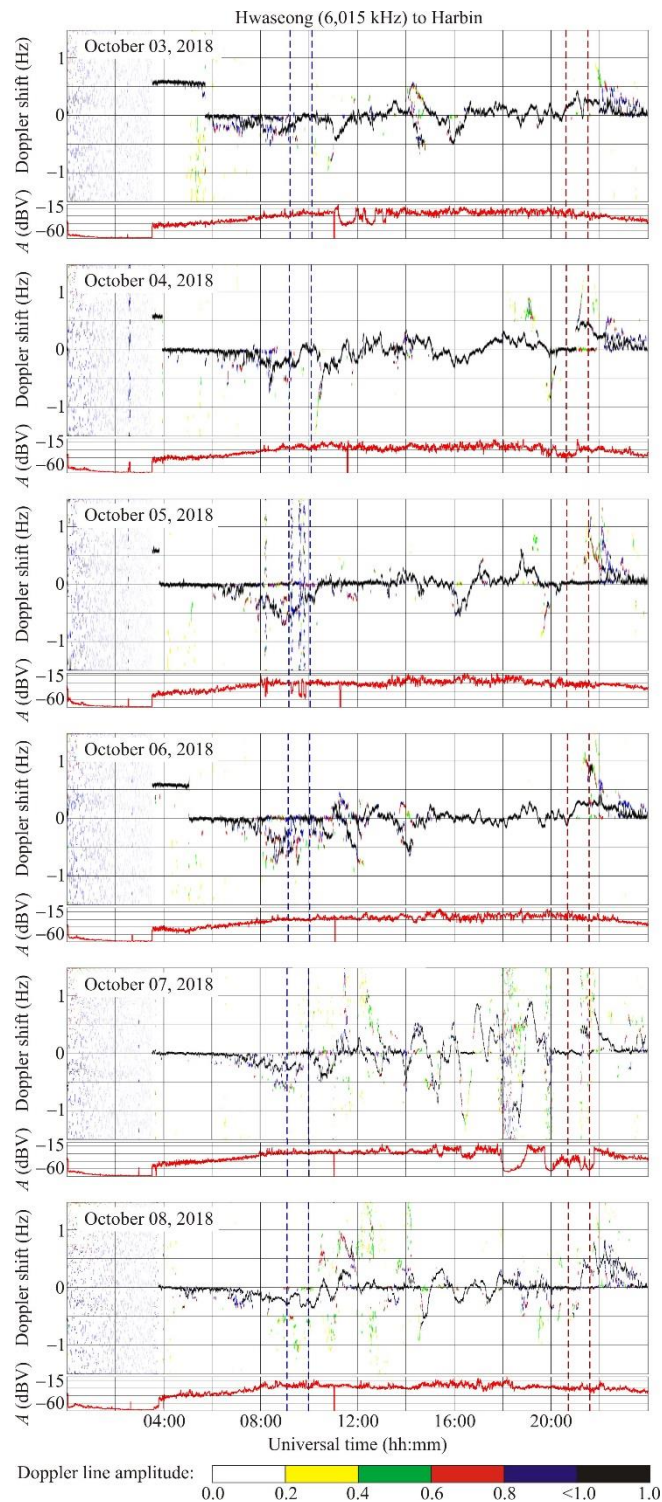 Hwaseong (6,015 kHz) to Harbin
October 03, 2018
Doppler shift (Hz)
1
0
−1
A (dBV)
−15
−60
October 04, 2018
Doppler shift (Hz)
1
0
−1
A (dBV)
−15
−60
October 05, 2018
Doppler shift (Hz)
1
0
−1
A (dBV)
−15
−60
October 06, 2018
Doppler shift (Hz)
1
0
−1
A (dBV)
−15
−60
October 07, 2018
Doppler shift (Hz)
1
0
−1
A (dBV)
−15
−60
October 08, 2018
Doppler shift (Hz)
1
0
−1
A (dBV)
−15
−60
04:00 08:00 12:00 16:00 20:00
Universal time (hh:mm)
Doppler line amplitude:
0.0 0.2 0.4 0.6 0.8 <1.0 1.0